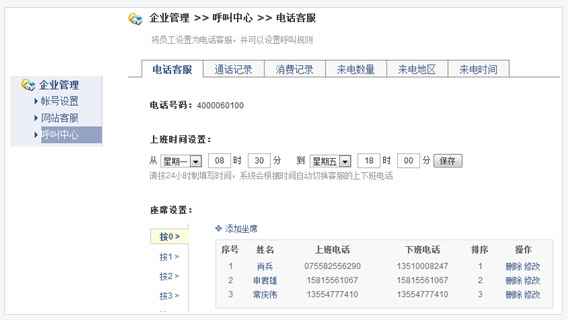 企业管理 >> 呼叫中心 >> 电话客服
将员工设置为电话客服，并可以设置呼叫规则
企业管理
帐号设置
网站客服
呼叫中心
电话客服 通话记录 消费记录 来电数量 来电地区 来电时间
电话号码：4000060100
上班时间设置：
从 星期一 08 时 30 分 到 星期五 18 时 00 分 保存
请按24小时制填写时间，系统会根据时间自动切换客服的上下班电话
座席设置：
按0 >
按1 >
按2 >
按3 >
添加坐席
序号 姓名 上班电话 下班电话 排序 操作
1 肖兵 075582556290 13510008247 1 删除 修改
2 申君雄 15815561067 15815561067 2 删除 修改
3 常庆伟 13554777410 13554777410 3 删除 修改